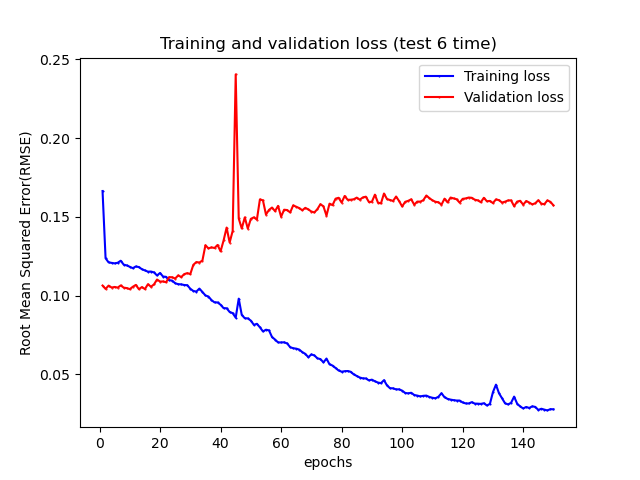 Training and validation loss (test 6 time)
Training loss
Validation loss
Root Mean Squared Error(RMSE)
0.25
0.20
0.15
0.10
0.05
0 20 40 60 80 100 120 140
epochs